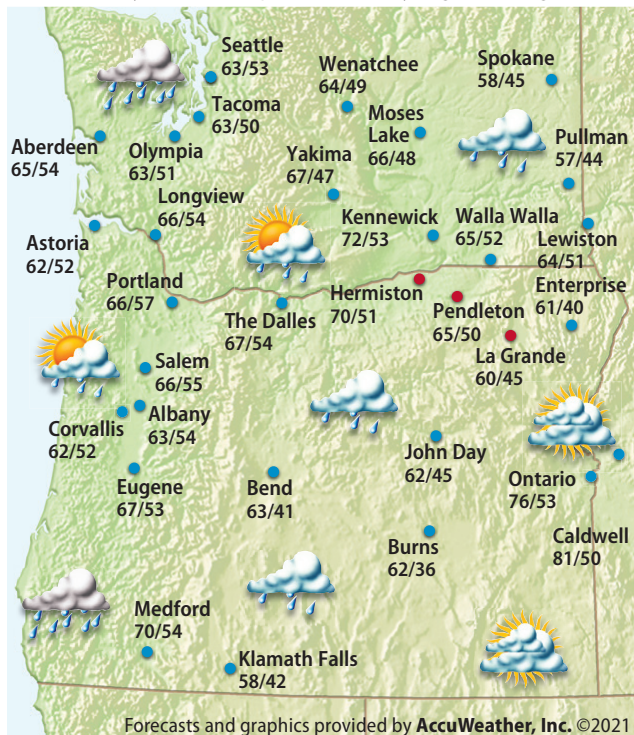 Seattle
63/53
Wenatchee
64/49
Spokane
58/45
Tacoma
63/50
Moses
Lake
66/48
Aberdeen
65/54
Olympia
63/51
Yakima
67/47
Pullman
57/44
Longview
66/54
Kennewick
72/53
Walla Walla
65/52
Lewiston
64/51
Astoria
62/52
Portland
66/57
The Dalles
67/54
Hermiston
70/51
Pendleton
65/50
Enterprise
61/40
La Grande
60/45
Salem
66/55
Albany
63/54
Corvallis
62/52
John Day
62/45
Ontario
76/53
Eugene
67/53
Bend
63/41
Burns
62/36
Caldwell
81/50
Medford
70/54
Klamath Falls
58/42
Forecasts and graphics provided by AccuWeather, Inc. ©2021